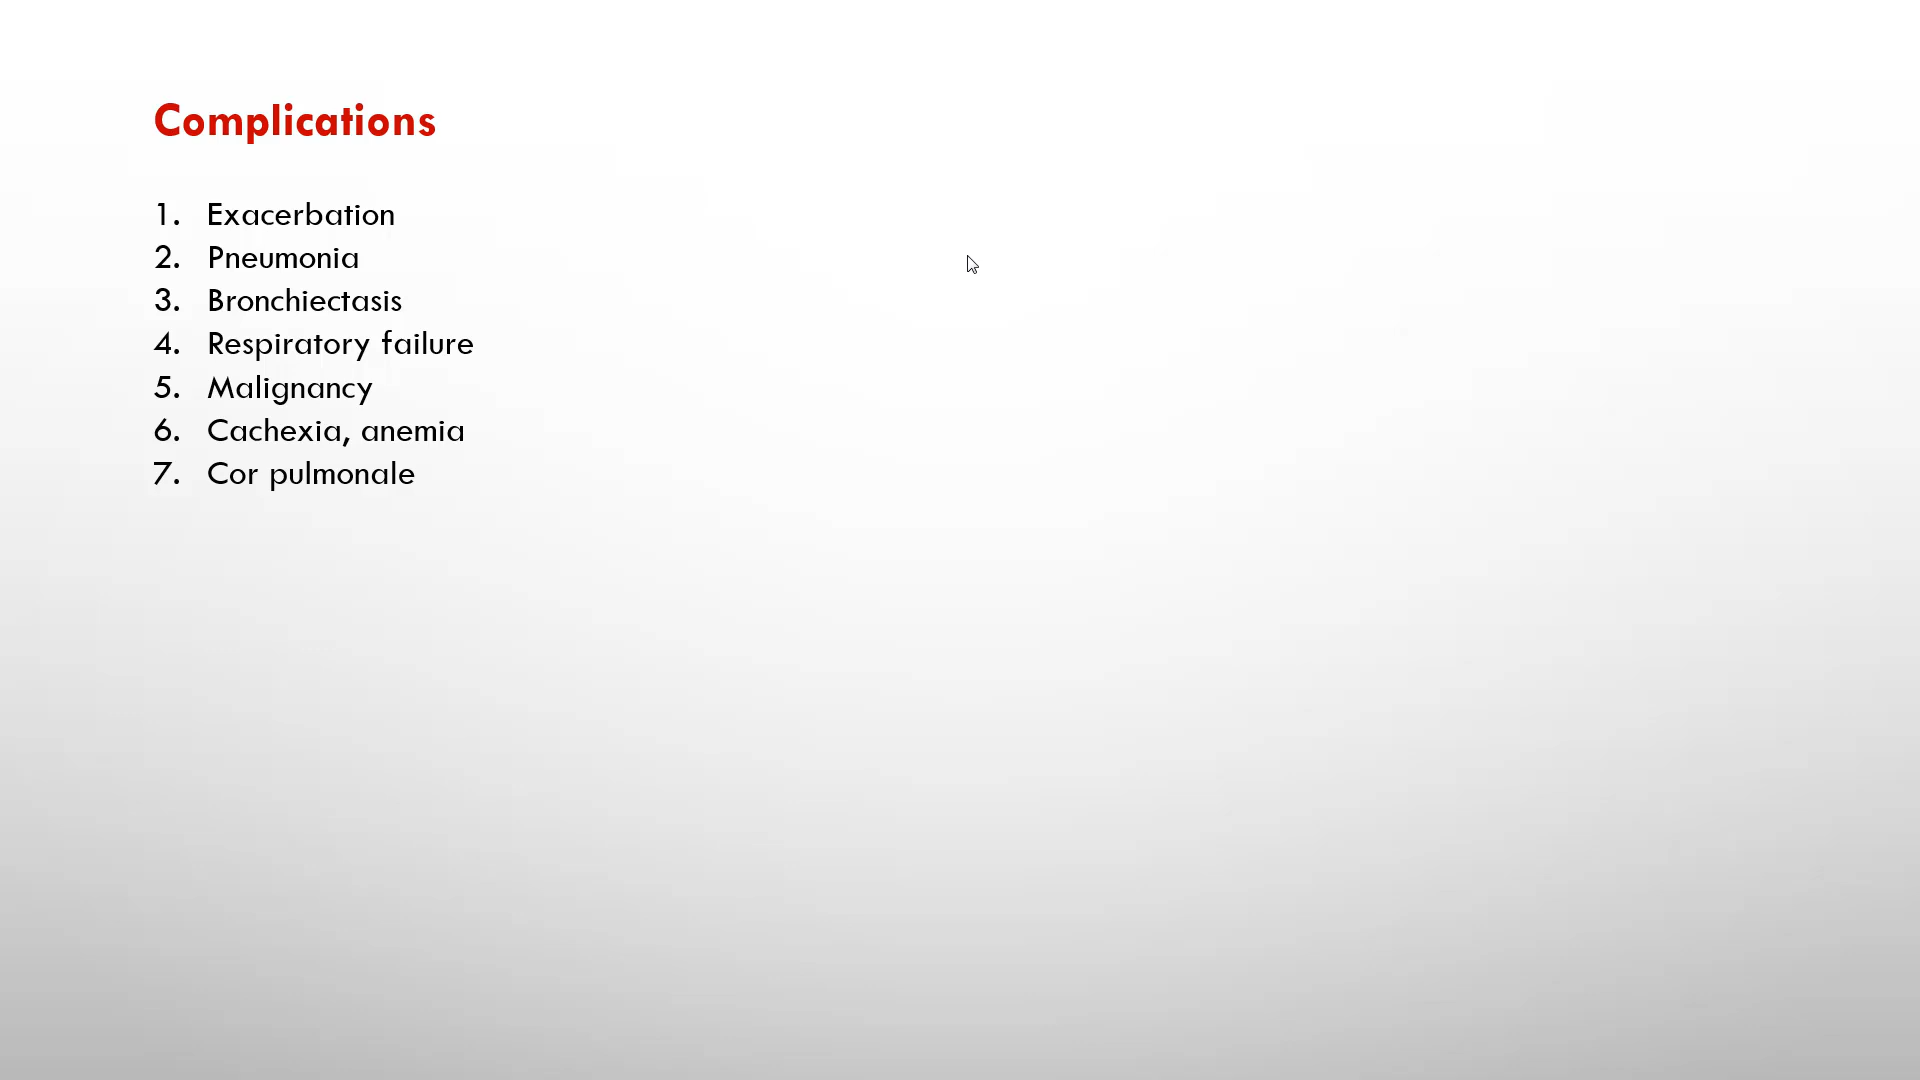 Complications
1. Exacerbation
2. Pneumonia
3. Bronchiectasis
4. Respiratory failure
5. Malignancy
6. Cachexia, anemia
7. Cor pulmonale